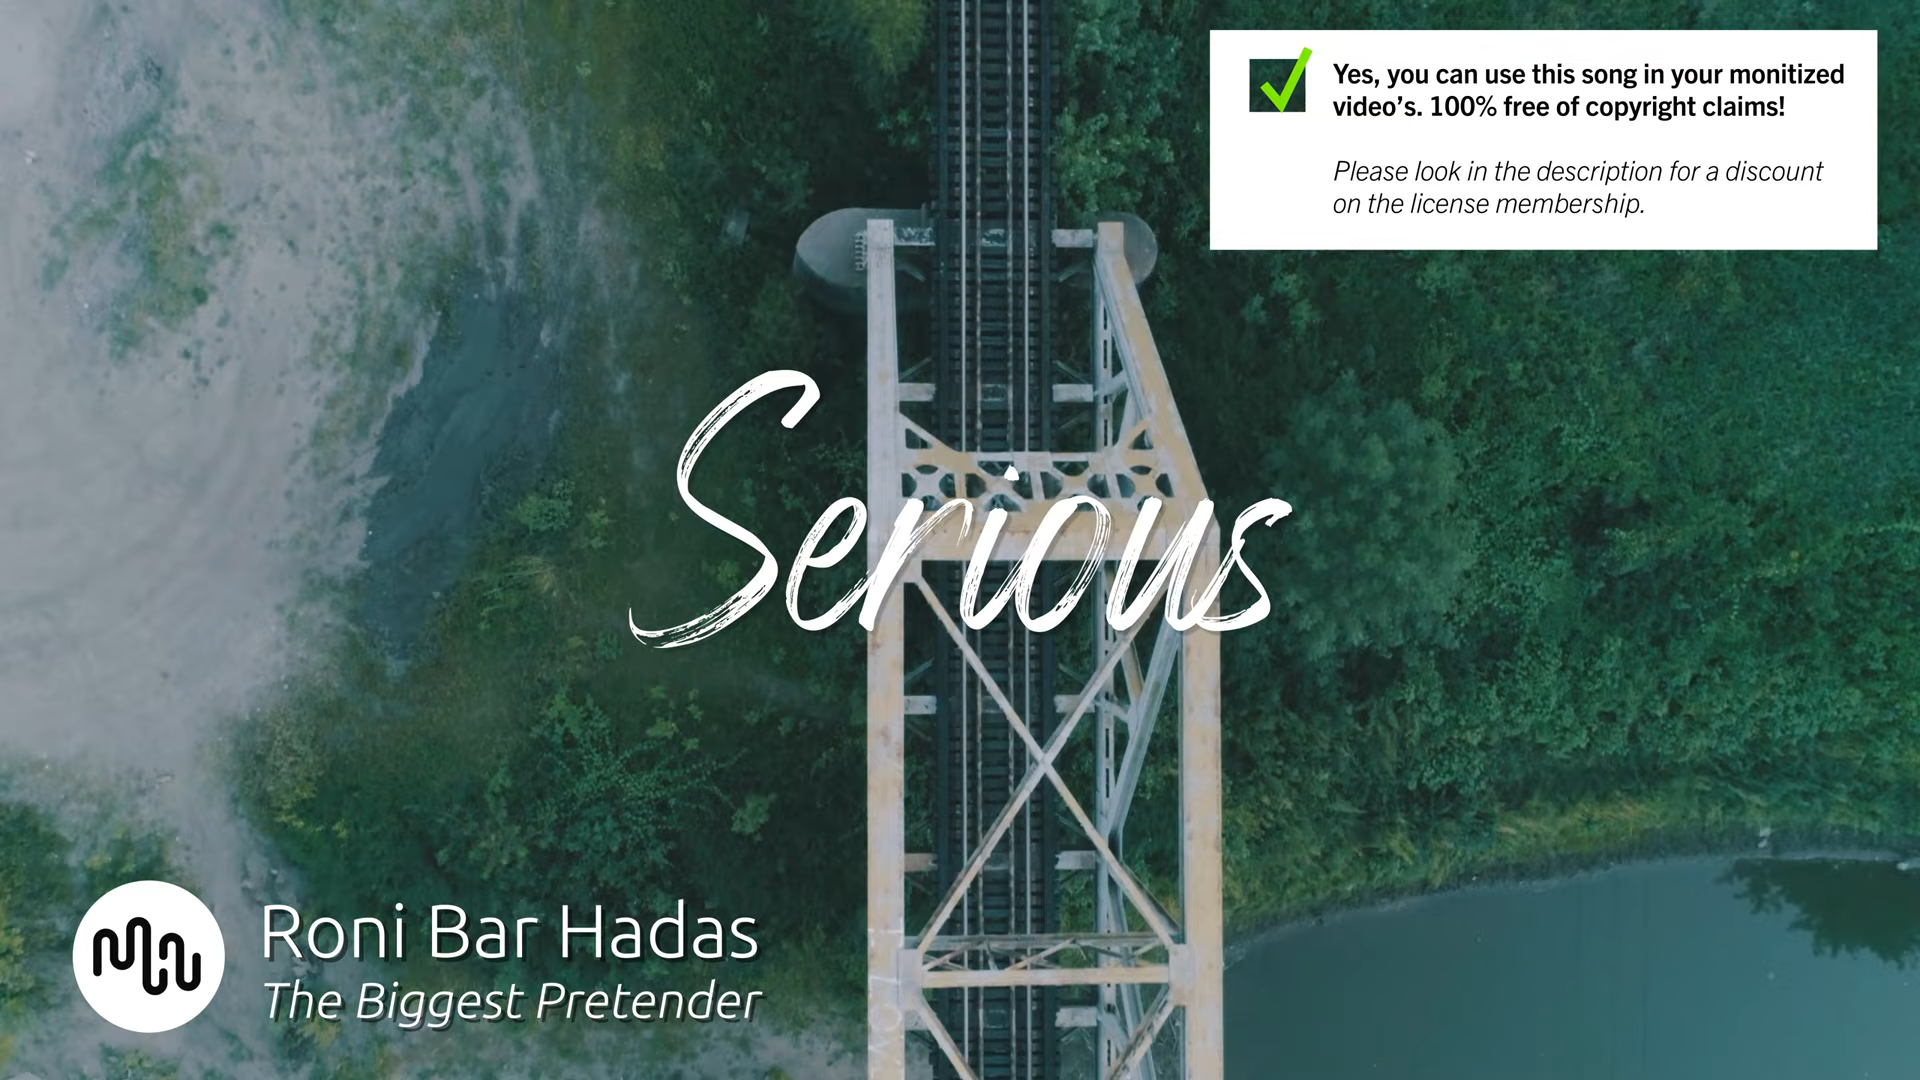 Yes, you can use this song in your monitized
video's. 100% free of copyright claims!
Please look in the description for a discount
on the license membership.
Serious
Roni Bar Hadas
The Biggest Pretender